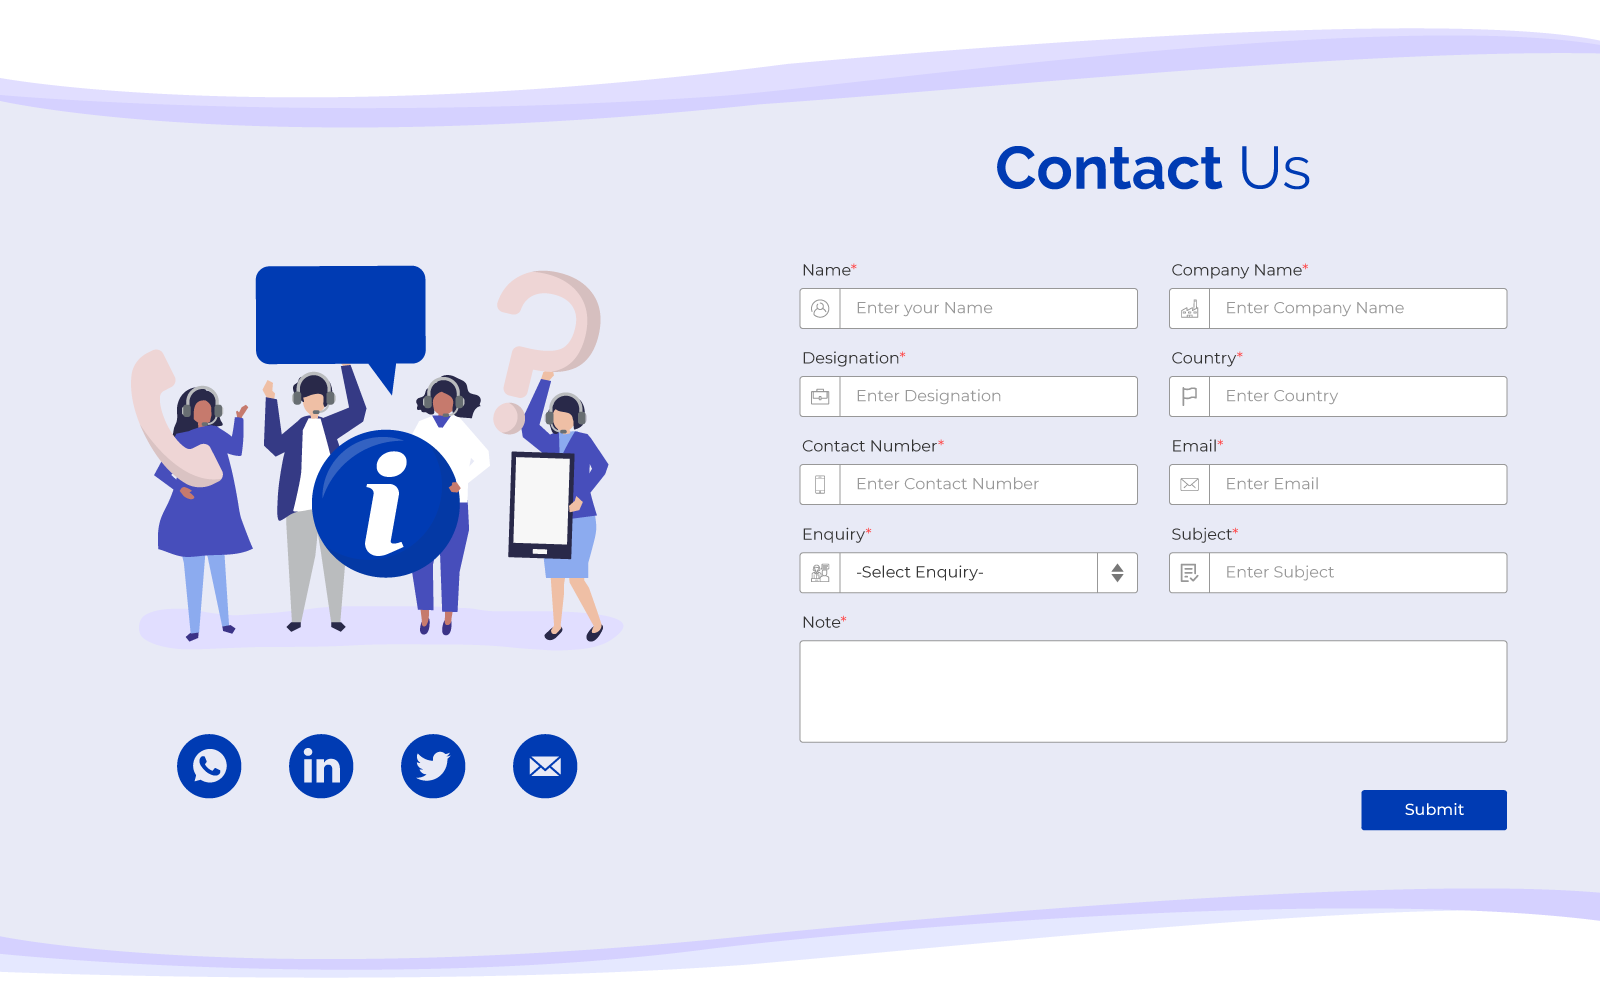 Contact Us
Name* Company Name*
Enter your Name Enter Company Name
Designation* Country*
Enter Designation Enter Country
Contact Number* Email*
Enter Contact Number Enter Email
Enquiry* Subject*
-Select Enquiry- Enter Subject
Note*
i
in
Submit